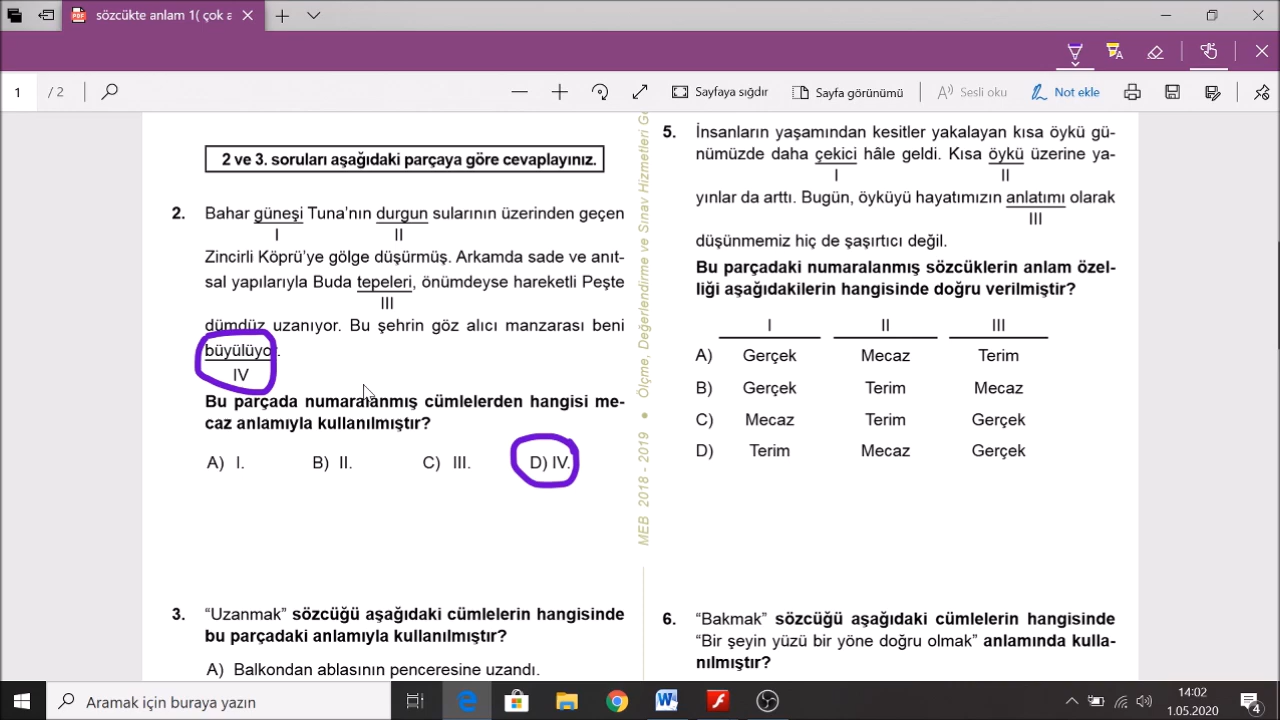 sözcükte anlam 1( çok a
1
/ 2
Sayfaya sığdır
Sayfa görünümü
A Sesli oku
Not ekle
2 ve 3. soruları aşağıdaki parçaya göre cevaplayınız.
2. Bahar güneşi Tuna'nın durgun sularının üzerinden geçen
I II
Zincirli Köprü'ye gölge düşürmüş. Arkamda sade ve anıt-
sal yapılarıyla Buda tepeleri, önümdeyse hareketli Peşte
III
dümdüz uzanıyor. Bu şehrin göz alıcı manzarası beni
büyülüyor.
IV
Bu parçada numaralanmış cümlelerden hangisi me-
caz anlamıyla kullanılmıştır?
A) I. B) II. C) III. D) IV.
3. “Uzanmak” sözcüğü aşağıdaki cümlelerin hangisinde
bu parçadaki anlamıyla kullanılmıştır?
A) Balkondan ablasının penceresine uzandı.
MEB 2018 - 2019 ● Ölçme, Değerlendirme ve Sınav Hizmetleri Ge
5. İnsanların yaşamından kesitler yakalayan kısa öykü gü-
nümüzde daha çekici hâle geldi. Kısa öykü üzerine ya-
I II
yınlar da arttı. Bugün, öyküyü hayatımızın anlatımı olarak
III
düşünmemiz hiç de şaşırtıcı değil.
Bu parçadaki numaralanmış sözcüklerin anlam özel-
liği aşağıdakilerin hangisinde doğru verilmiştir?
I II III
A) Gerçek Mecaz Terim
B) Gerçek Terim Mecaz
C) Mecaz Terim Gerçek
D) Terim Mecaz Gerçek
6. “Bakmak” sözcüğü aşağıdaki cümlelerin hangisinde
“Bir şeyin yüzü bir yöne doğru olmak” anlamında kulla-
nılmıştır?
Aramak için buraya yazın
14:02
1.05.2020
4